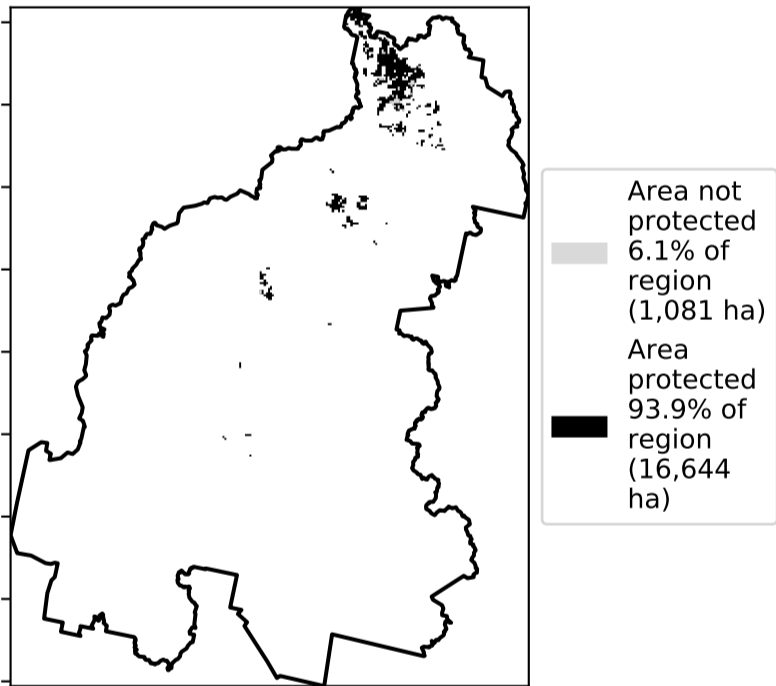 Area not
protected
6.1% of
region
(1,081 ha)
Area
protected
93.9% of
region
(16,644
ha)